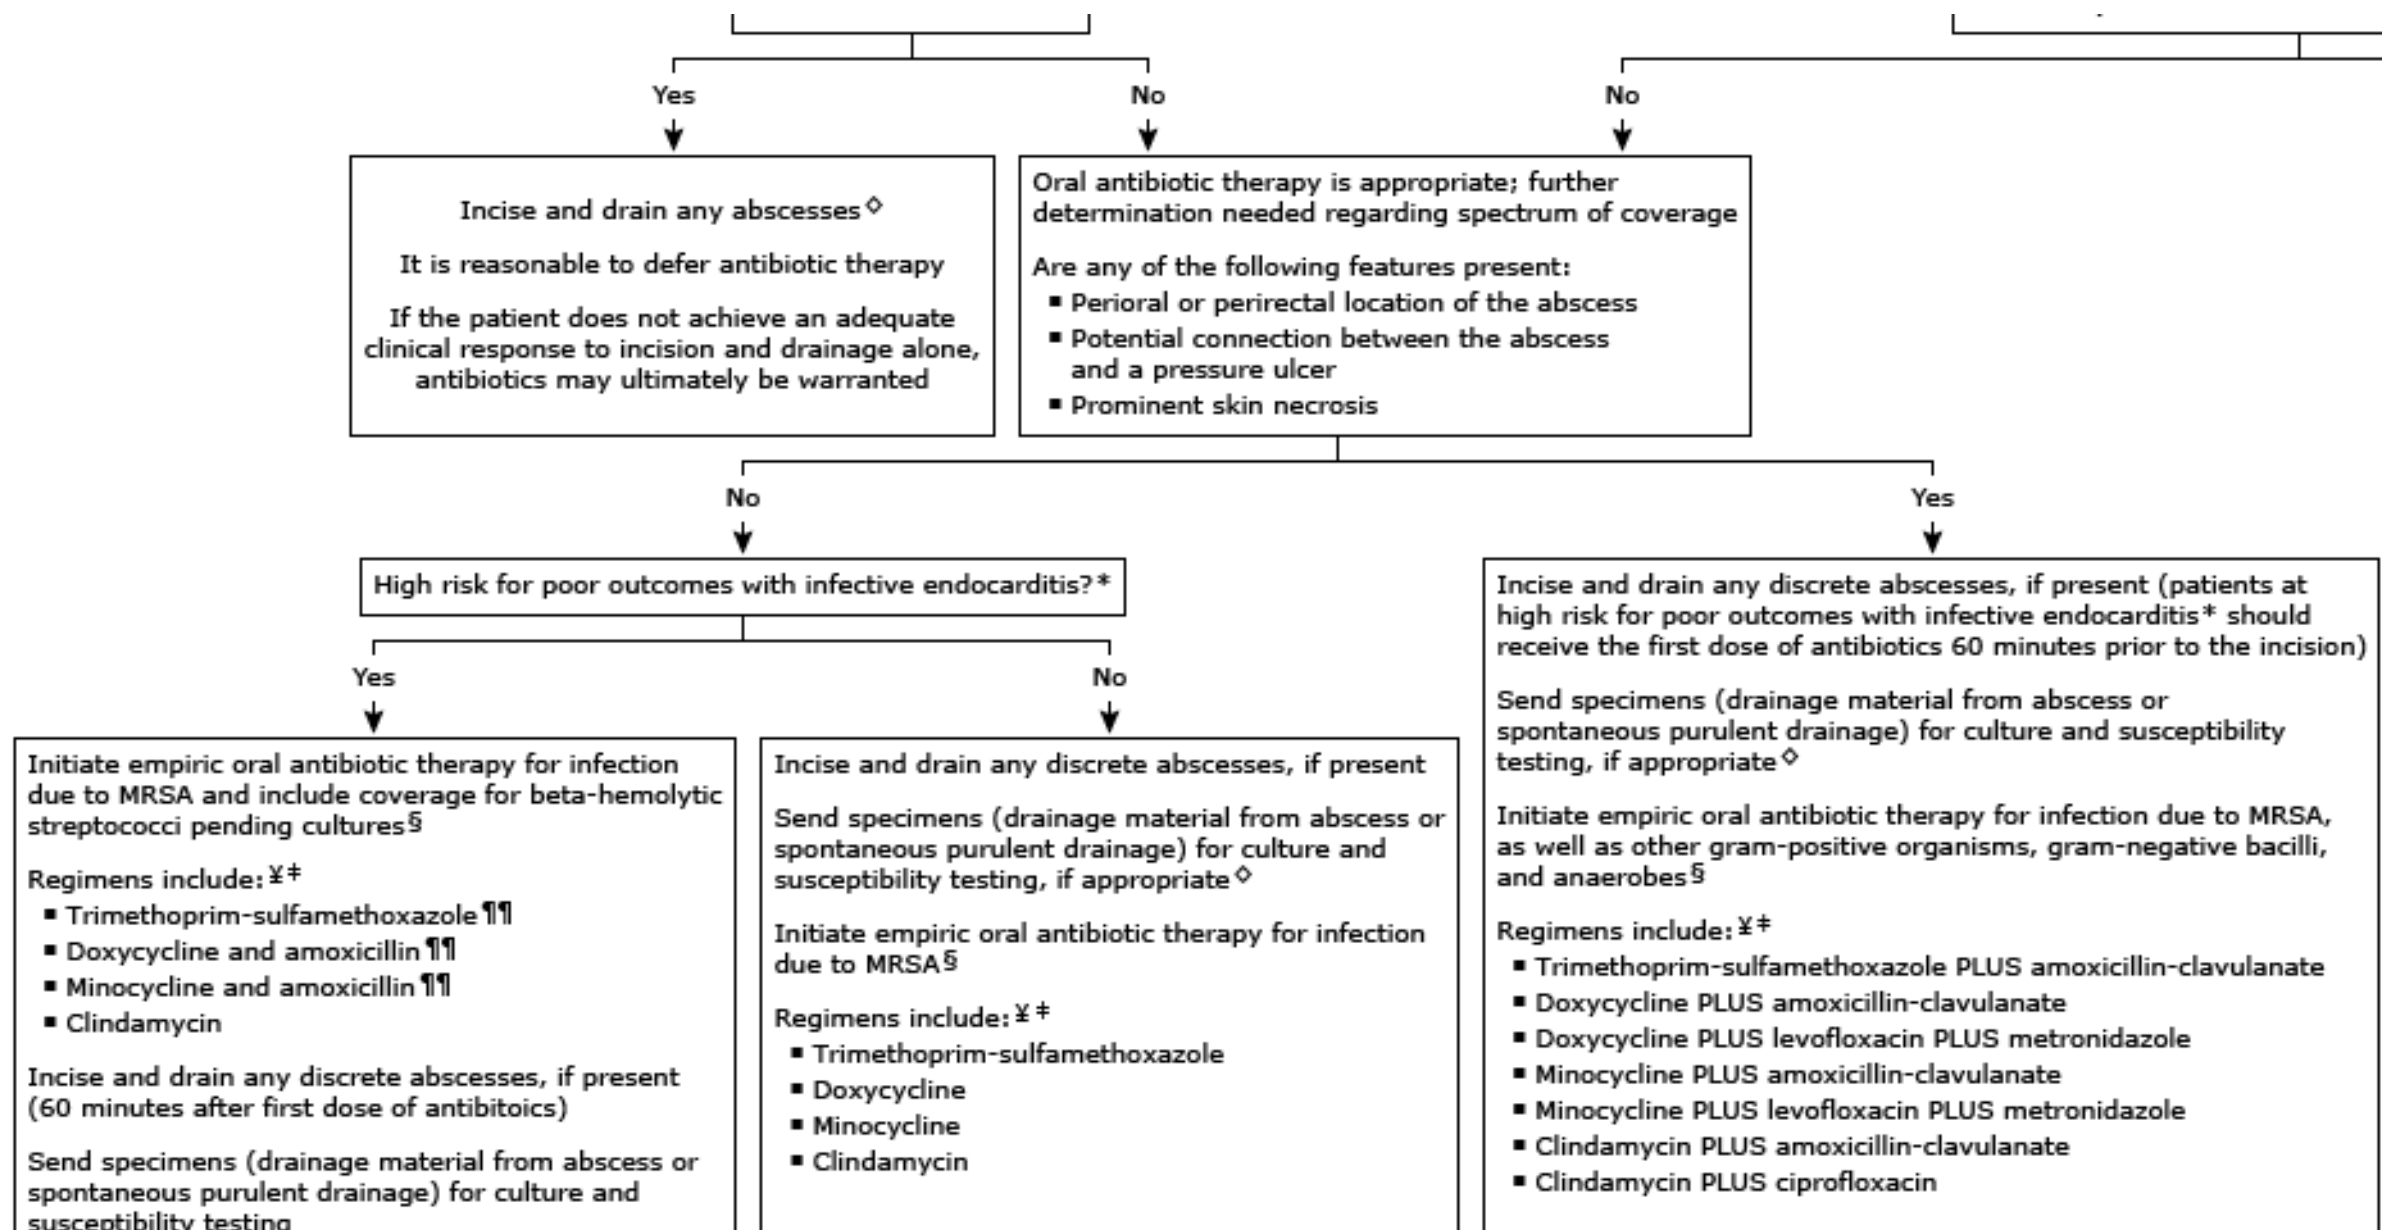 Yes
No
No
Incise and drain any abscesses◇
It is reasonable to defer antibiotic therapy
If the patient does not achieve an adequate
clinical response to incision and drainage alone,
antibiotics may ultimately be warranted
Oral antibiotic therapy is appropriate; further
determination needed regarding spectrum of coverage
Are any of the following features present:
▪ Perioral or perirectal location of the abscess
▪ Potential connection between the abscess
and a pressure ulcer
▪ Prominent skin necrosis
No
Yes
High risk for poor outcomes with infective endocarditis?*
Yes
No
Initiate empiric oral antibiotic therapy for infection
due to MRSA and include coverage for beta-hemolytic
streptococci pending cultures§
Regimens include:¥‡
▪ Trimethoprim-sulfamethoxazole¶¶
▪ Doxycycline and amoxicillin¶¶
▪ Minocycline and amoxicillin¶¶
▪ Clindamycin
Incise and drain any discrete abscesses, if present
(60 minutes after first dose of antibitoics)
Send specimens (drainage material from abscess or
spontaneous purulent drainage) for culture and
susceptibility testing
Incise and drain any discrete abscesses, if present
Send specimens (drainage material from abscess or
spontaneous purulent drainage) for culture and
susceptibility testing, if appropriate◇
Initiate empiric oral antibiotic therapy for infection
due to MRSA§
Regimens include:¥‡
▪ Trimethoprim-sulfamethoxazole
▪ Doxycycline
▪ Minocycline
▪ Clindamycin
Incise and drain any discrete abscesses, if present (patients at
high risk for poor outcomes with infective endocarditis* should
receive the first dose of antibiotics 60 minutes prior to the incision)
Send specimens (drainage material from abscess or
spontaneous purulent drainage) for culture and susceptibility
testing, if appropriate◇
Initiate empiric oral antibiotic therapy for infection due to MRSA,
as well as other gram-positive organisms, gram-negative bacilli,
and anaerobes§
Regimens include:¥‡
▪ Trimethoprim-sulfamethoxazole PLUS amoxicillin-clavulanate
▪ Doxycycline PLUS amoxicillin-clavulanate
▪ Doxycycline PLUS levofloxacin PLUS metronidazole
▪ Minocycline PLUS amoxicillin-clavulanate
▪ Minocycline PLUS levofloxacin PLUS metronidazole
▪ Clindamycin PLUS amoxicillin-clavulanate
▪ Clindamycin PLUS ciprofloxacin